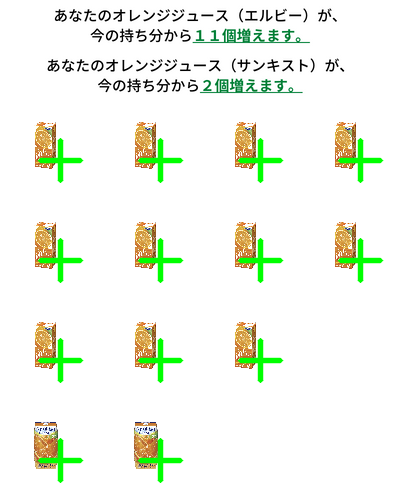 あなたのオレンジジュース（エルビー）が、
今の持ち分から１１個増えます。
あなたのオレンジジュース（サンキスト）が、
今の持ち分から２個増えます。